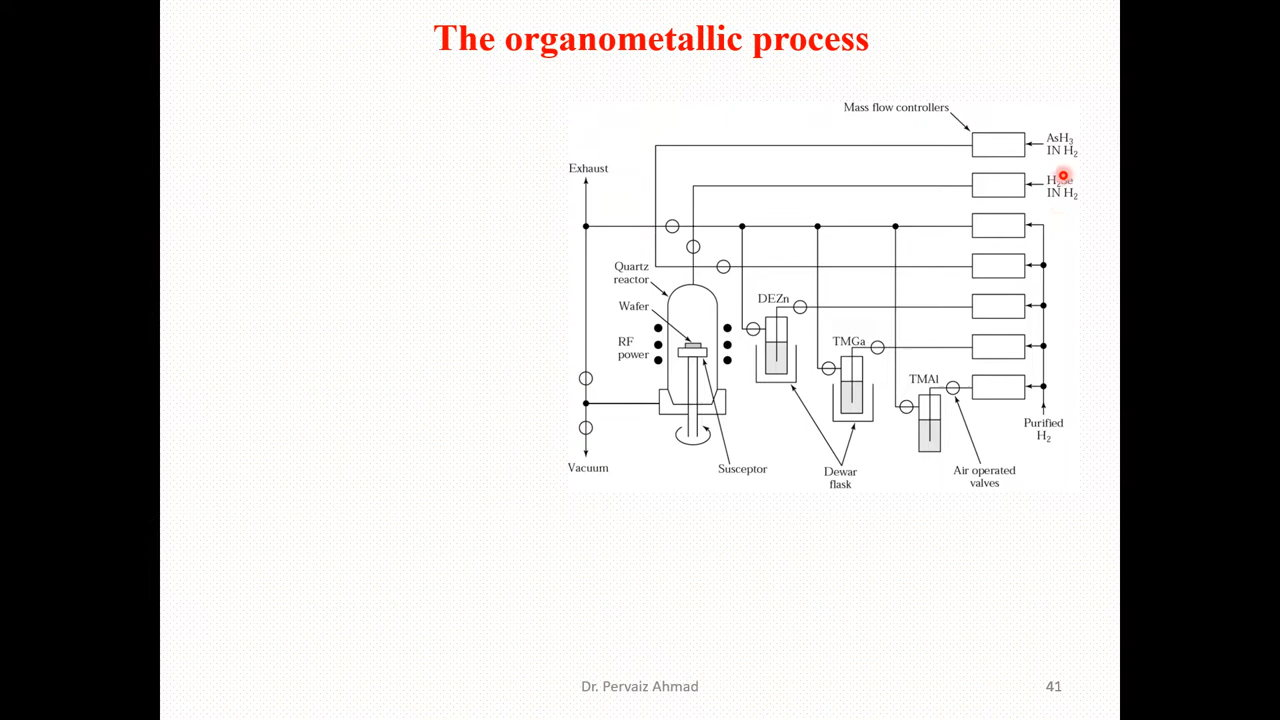 The organometallic process
Mass flow controllers
AsH₃
IN H₂
Exhaust
IN H₂
Quartz
reactor
DEZn
Wafer
RF
power
TMGa
TMAl
Purified
H₂
Vacuum
Susceptor
Dewar
flask
Air operated
valves
Dr. Pervaiz Ahmad
41